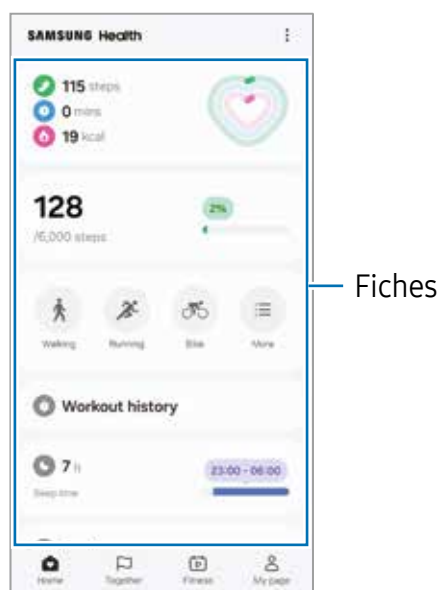 SAMSUNG Health
115 steps
0 mins
19 kcal
128
/6,000 steps
2%
Walking
Running
Bike
More
Workout history
7 h
23:00 - 06:00
Sleep time
Fiches
Home
Together
Fitness
My page